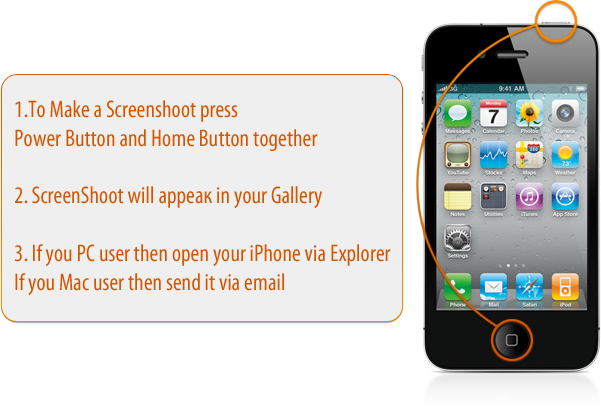 1.To Make a Screenshoot press
Power Button and Home Button together
2. ScreenShoot will appeaк in your Gallery
3. If you PC user then open your iPhone via Explorer
If you Mac user then send it via email
3G 9:41 AM
Messages Calendar Photos Camera
Monday
7
YouTube Stocks Maps Weather
280
73°
Notes Utilities iTunes App Store
Settings
Phone Mail Safari iPod